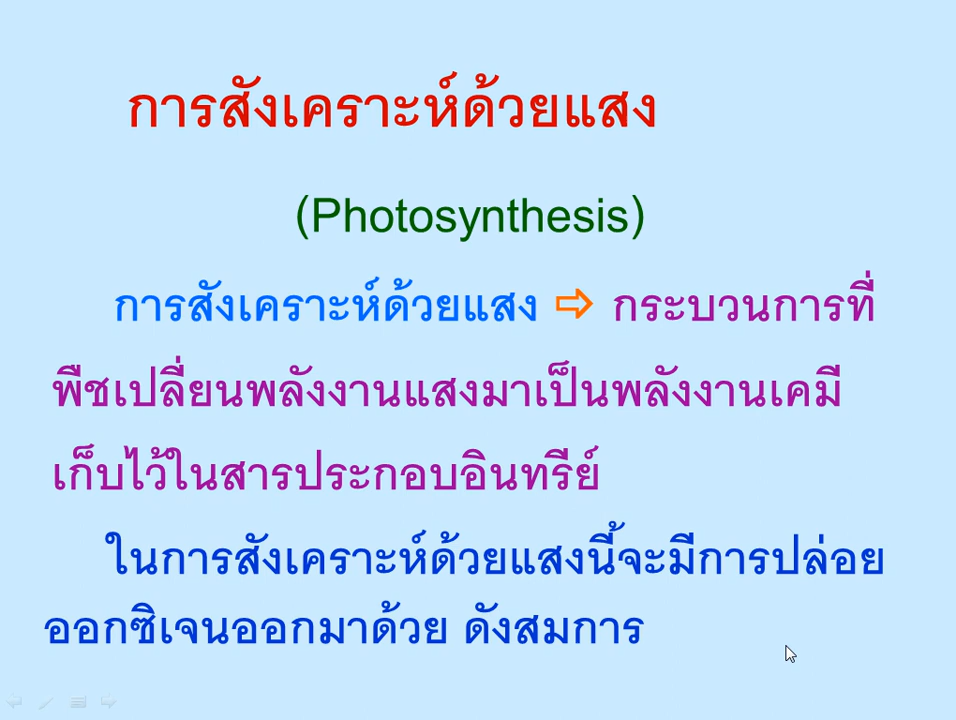 การสังเคราะห์ด้วยแสง
(Photosynthesis)
การสังเคราะห์ด้วยแสง ⇨ กระบวนการที่
พืชเปลี่ยนพลังงานแสงมาเป็นพลังงานเคมี
เก็บไว้ในสารประกอบอินทรีย์
ในการสังเคราะห์ด้วยแสงนี้จะมีการปล่อย
ออกซิเจนออกมาด้วย ดังสมการ